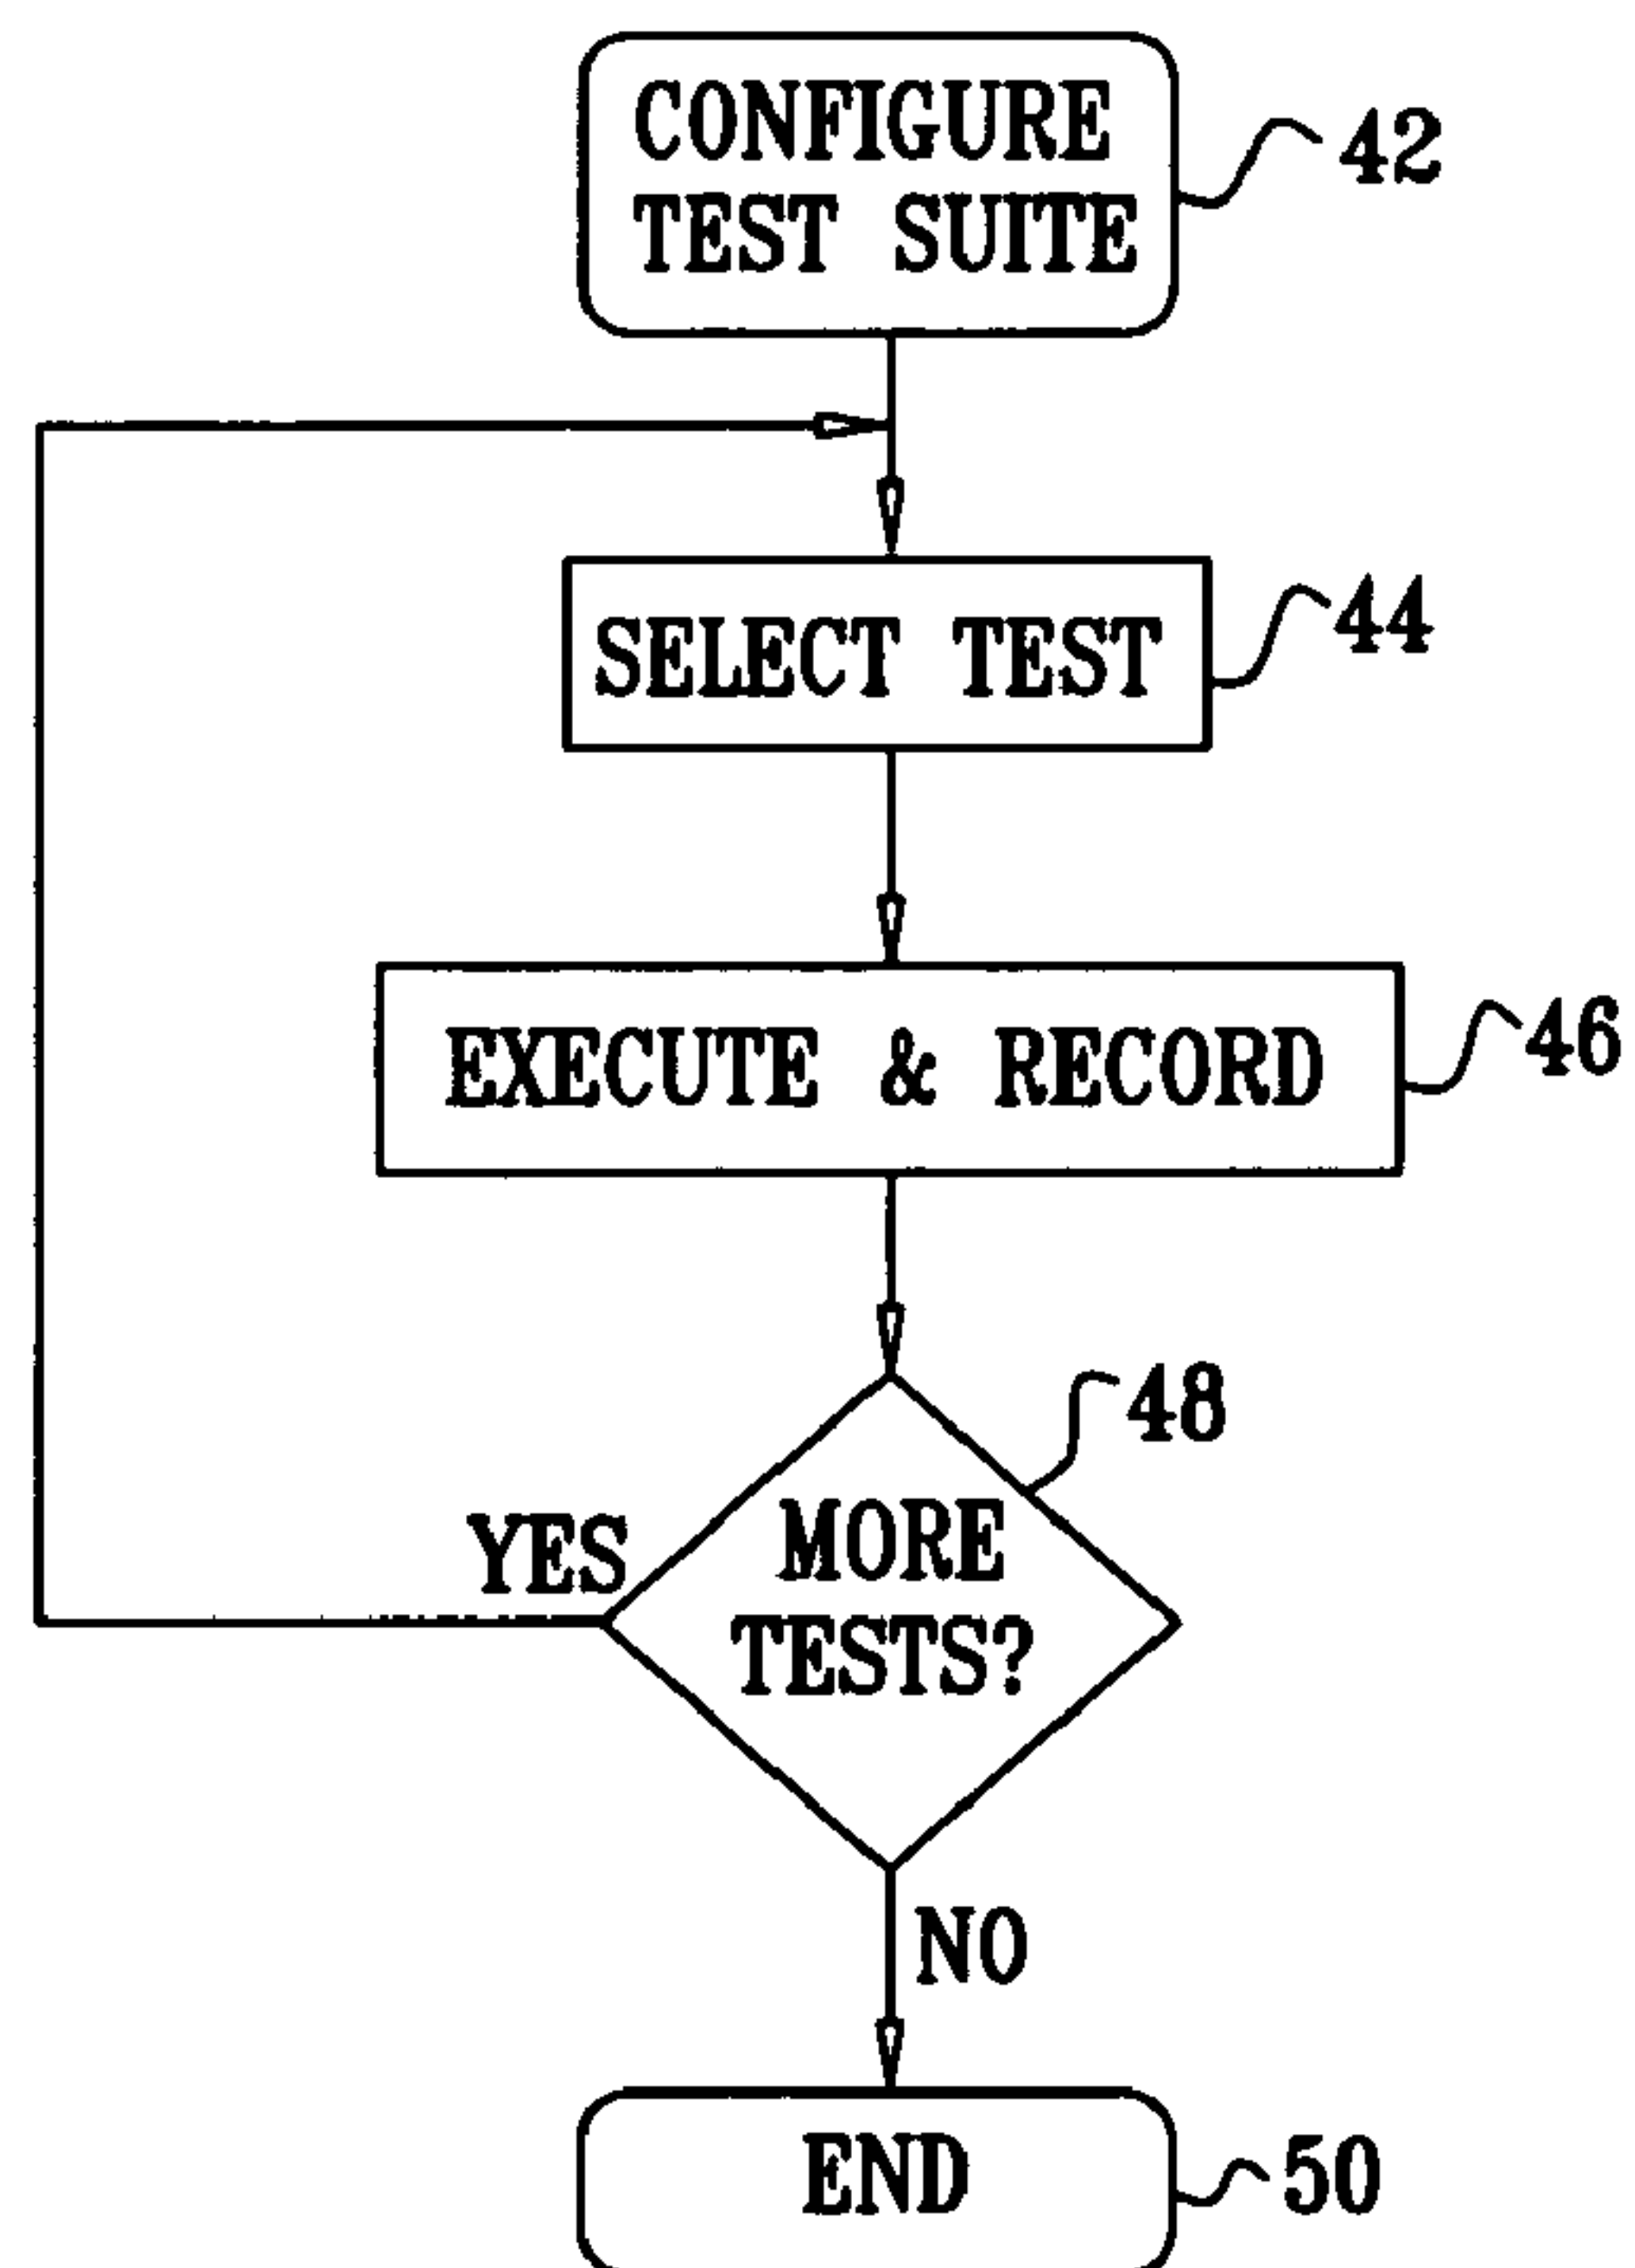 CONFIGURE
TEST SUITE
42
SELECT TEST
44
EXECUTE & RECORD
46
48
MORE
TESTS?
YES
NO
END
50